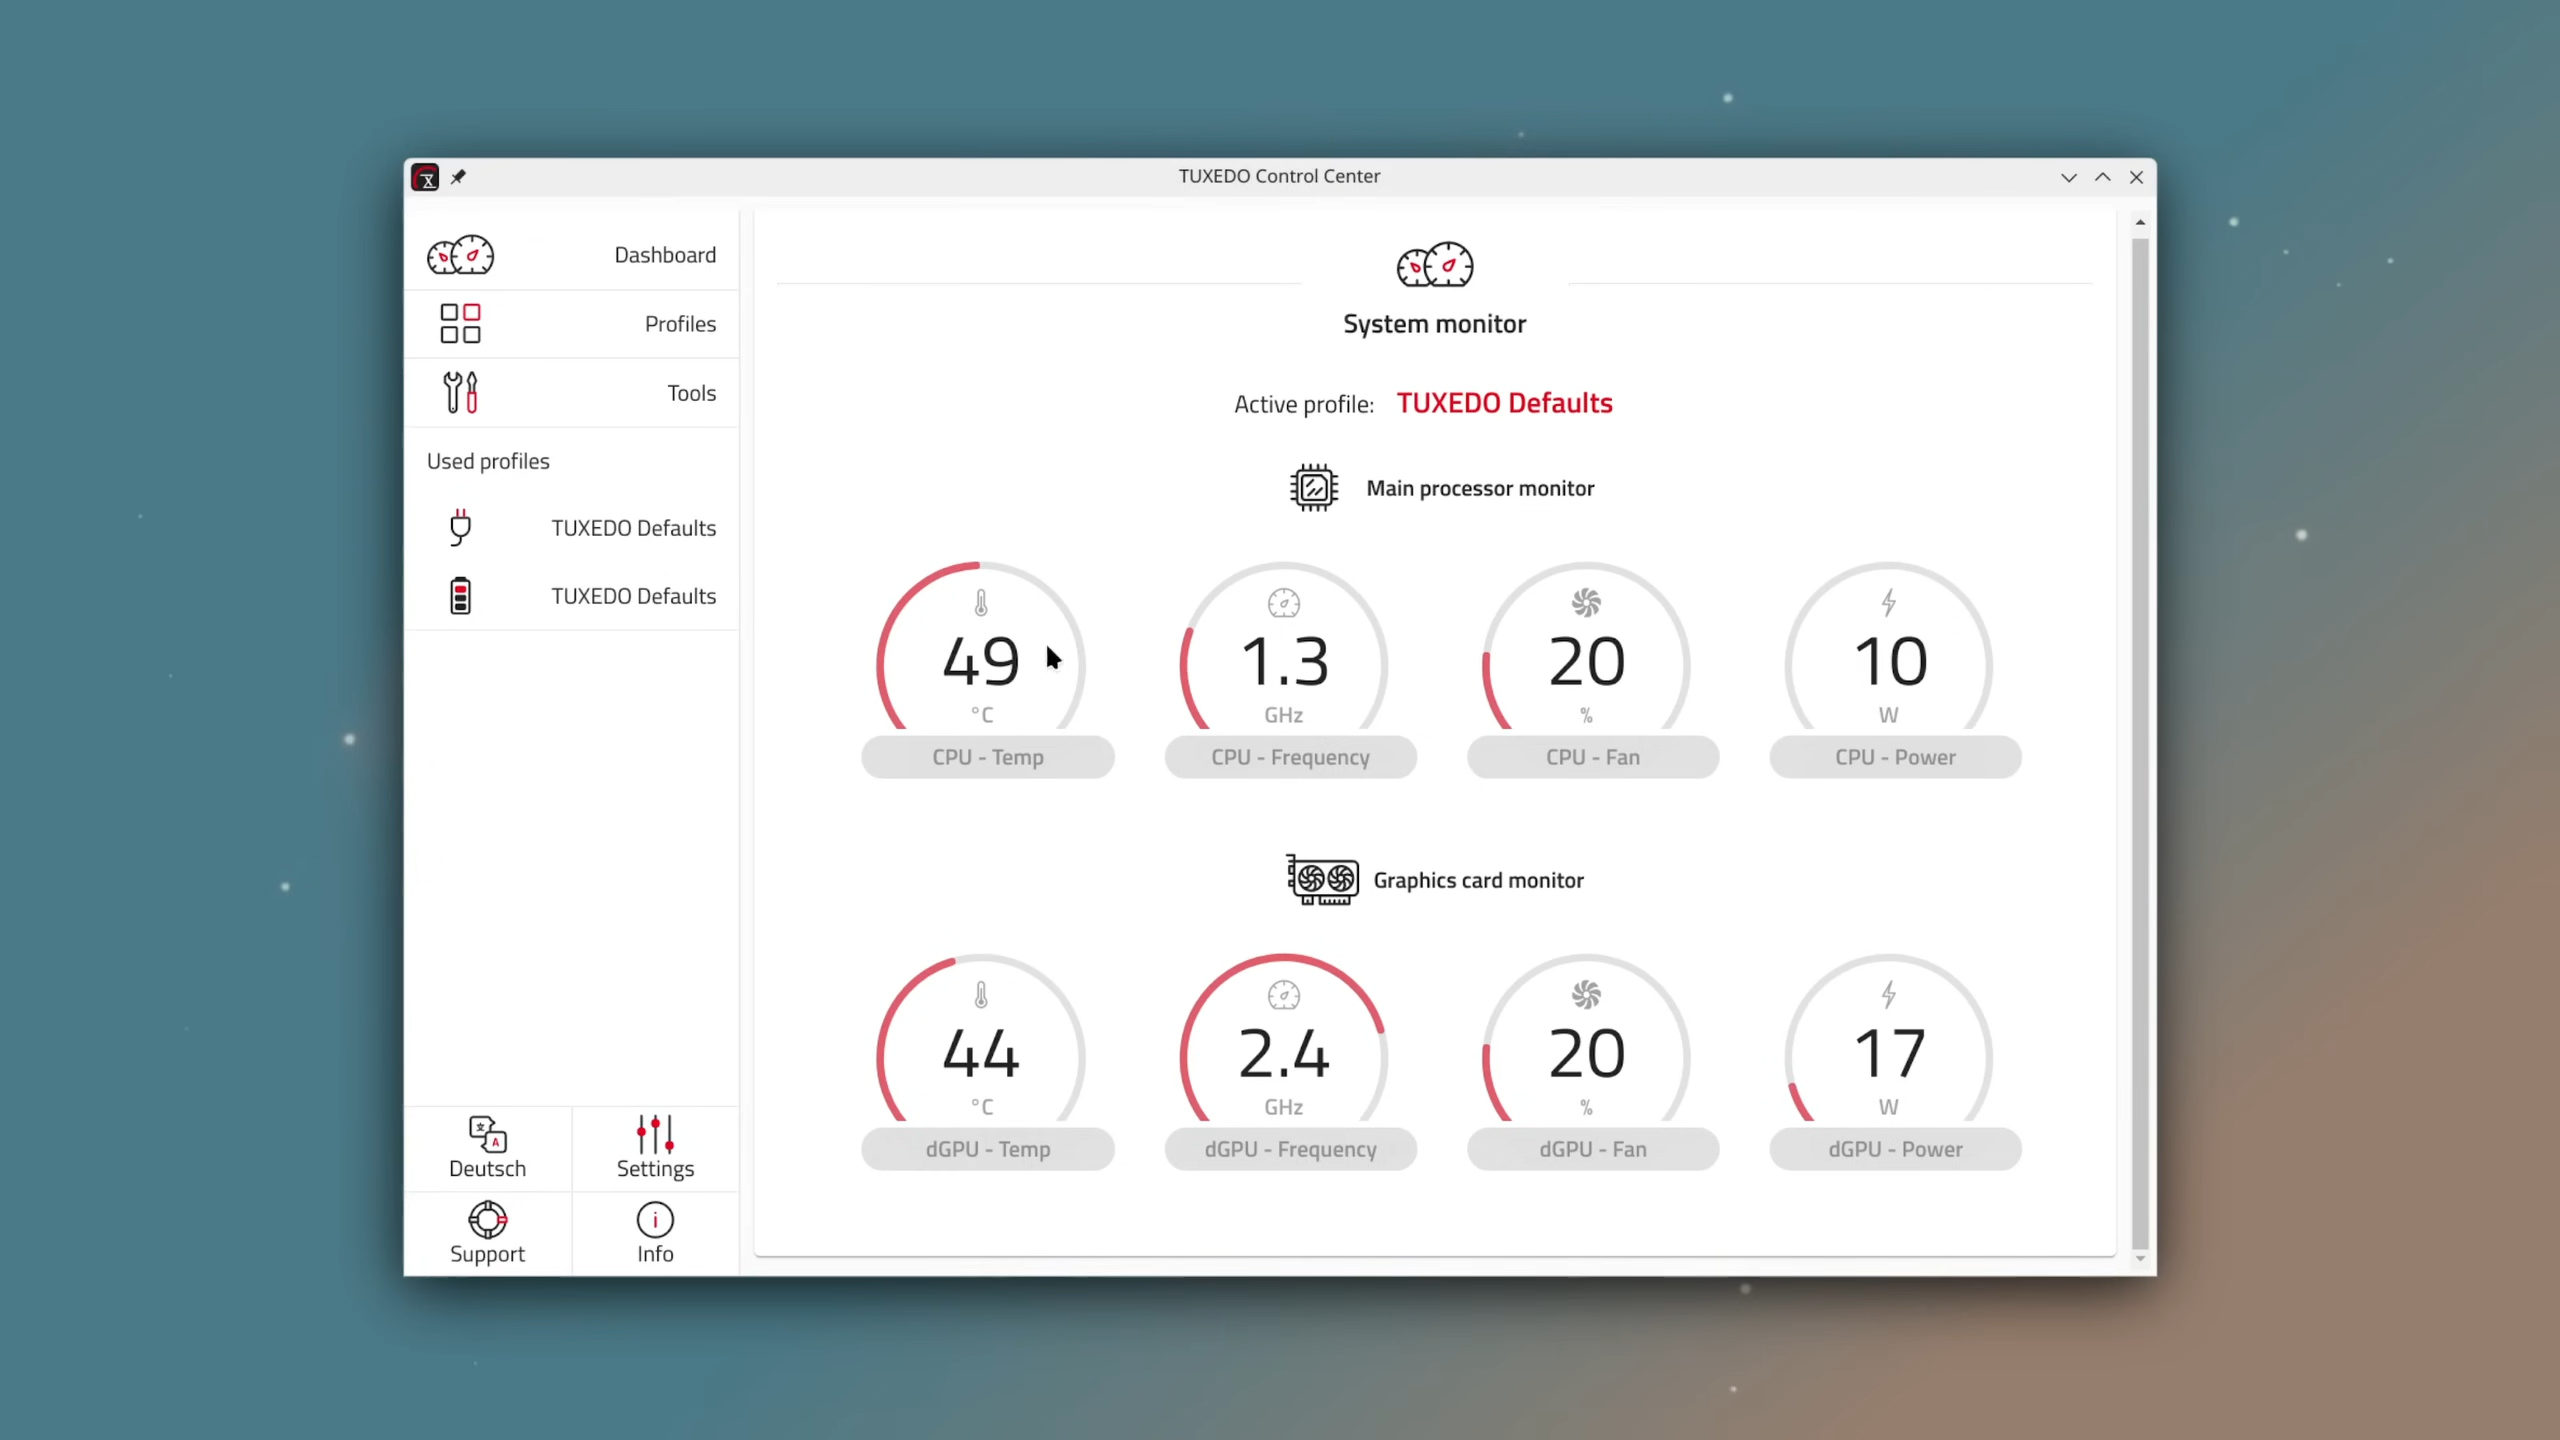 TUXEDO Control Center
Dashboard
Profiles
Tools
Used profiles
TUXEDO Defaults
TUXEDO Defaults
Deutsch
Settings
Support
Info
System monitor
Active profile: TUXEDO Defaults
Main processor monitor
49
°C
CPU - Temp
1.3
GHz
CPU - Frequency
20
%
CPU - Fan
10
W
CPU - Power
Graphics card monitor
44
°C
dGPU - Temp
2.4
GHz
dGPU - Frequency
20
%
dGPU - Fan
17
W
dGPU - Power